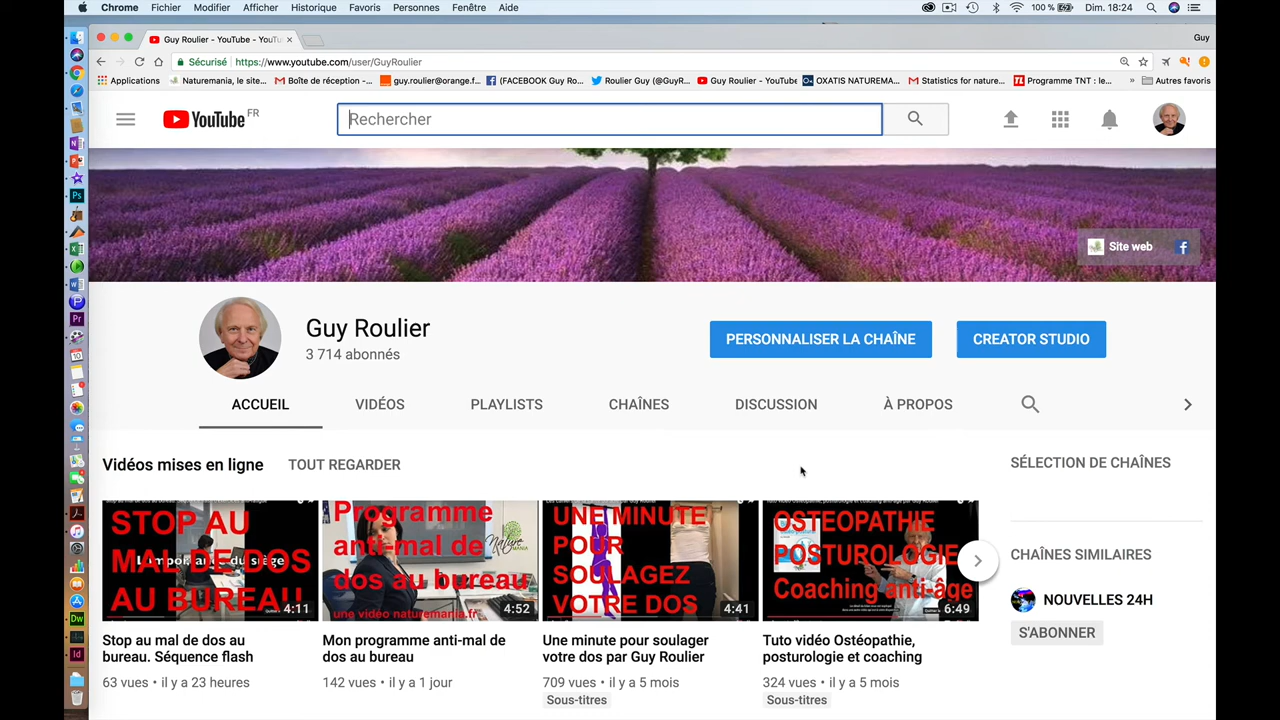 Chrome Fichier Modifier Afficher Historique Favoris Personnes Fenêtre Aide 100 % Dim. 18:24
Guy Roulier - YouTube - YouTu
Guy
Sécurisé https://www.youtube.com/user/GuyRoulier
Applications Naturemania, le site... Boîte de réception -... guy.roulier@orange.f... (FACEBOOK Guy Ro... Roulier Guy (@GuyR... Guy Roulier - YouTube OXATIS NATUREMA... Statistics for nature... Programme TNT : le... » Autres favoris
YouTube FR
Rechercher
Site web
Guy Roulier
3 714 abonnés
PERSONNALISER LA CHAÎNE
CREATOR STUDIO
ACCUEIL VIDÉOS PLAYLISTS CHAÎNES DISCUSSION À PROPOS
Vidéos mises en ligne TOUT REGARDER
STOP AU
MAL DE DOS
AU BUREAU
4:11
Programme
anti-mal de
dos au bureau
une vidéo naturemania.fr
4:52
UNE MINUTE
POUR
SOULAGEZ
VOTRE DOS
4:41
OSTEOPATHIE
POSTUROLOGIE
Coaching anti-âge
6:49
Stop au mal de dos au
bureau. Séquence flash
63 vues • il y a 23 heures
Mon programme anti-mal de
dos au bureau
142 vues • il y a 1 jour
Une minute pour soulager
votre dos par Guy Roulier
709 vues • il y a 5 mois
Sous-titres
Tuto vidéo Ostéopathie,
posturologie et coaching
324 vues • il y a 5 mois
Sous-titres
SÉLECTION DE CHAÎNES
CHAÎNES SIMILAIRES
NOUVELLES 24H
S'ABONNER